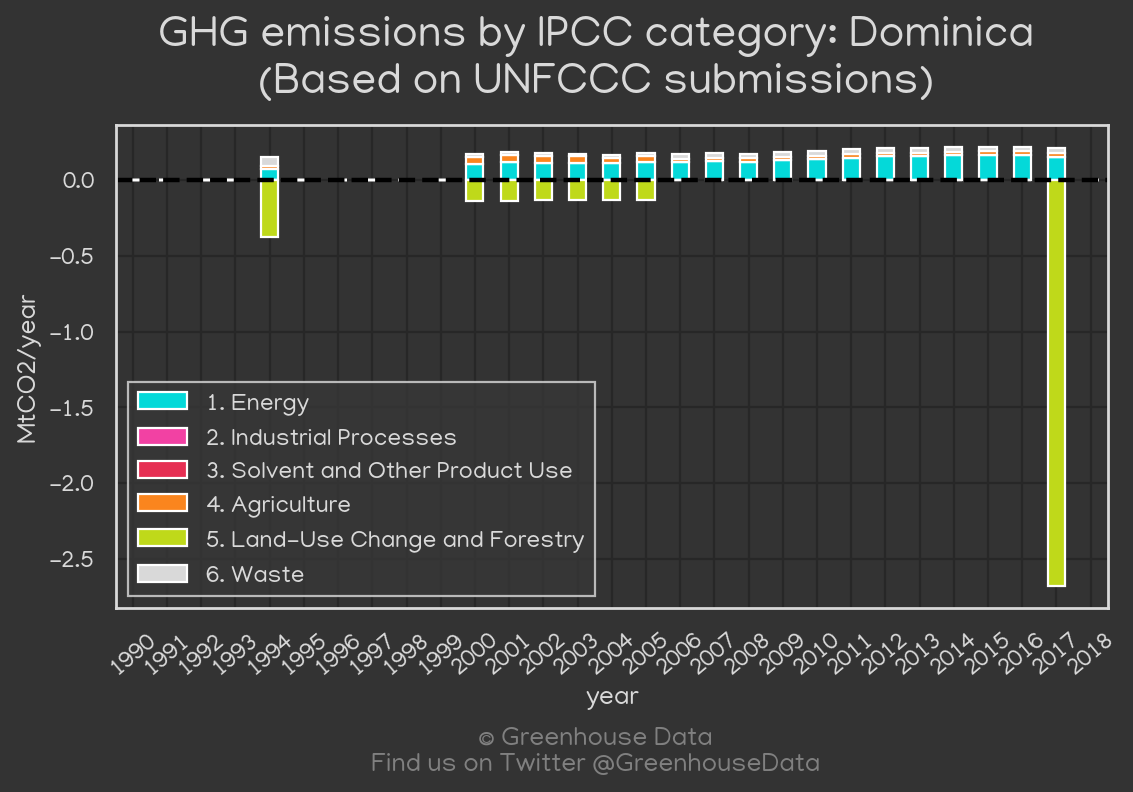 GHG emissions by IPCC category: Dominica
(Based on UNFCCC submissions)
MtCO2/year
0.0
−0.5
−1.0
−1.5
−2.0
−2.5
1. Energy
2. Industrial Processes
3. Solvent and Other Product Use
4. Agriculture
5. Land-Use Change and Forestry
6. Waste
1990 1991 1992 1993 1994 1995 1996 1997 1998 1999 2000 2001 2002 2003 2004 2005 2006 2007 2008 2009 2010 2011 2012 2013 2014 2015 2016 2017 2018
year
© Greenhouse Data
Find us on Twitter @GreenhouseData